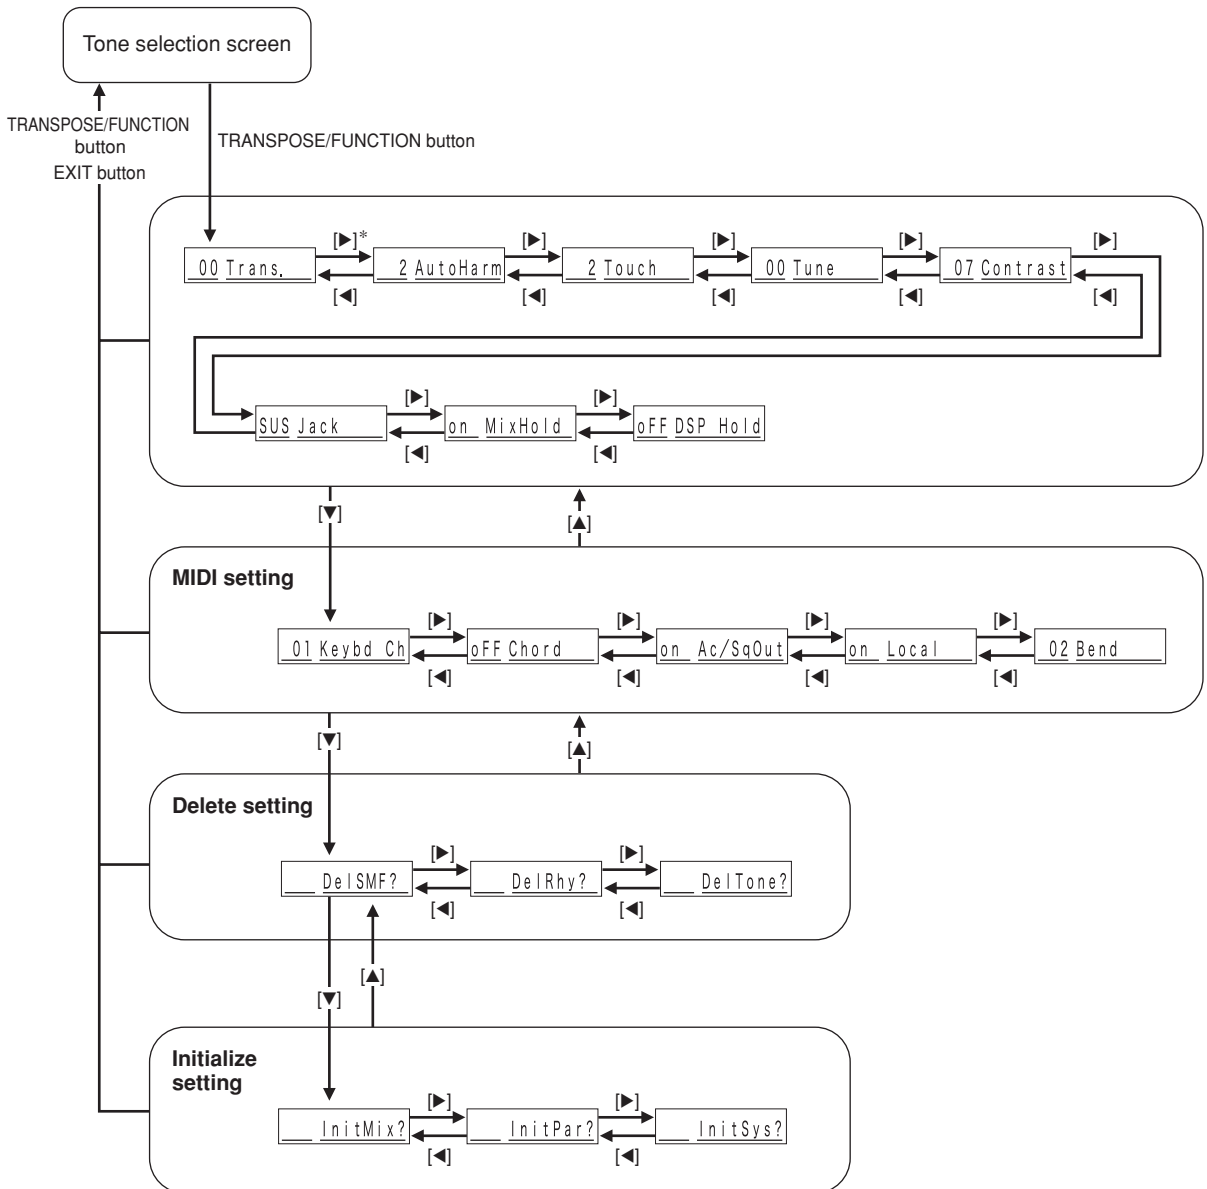 Tone selection screen
TRANSPOSE/FUNCTION
button
EXIT button
TRANSPOSE/FUNCTION button
[▶]* [▶] [▶] [▶] [▶]
00 Trans. 2 AutoHarm 2 Touch 00 Tune 07 Contrast
[◀] [◀] [◀] [◀] [◀]
[▶] [▶]
SUS Jack on MixHold oFF DSP Hold
[◀] [◀]
[▼] [▲]
MIDI setting
[▶] [▶] [▶] [▶]
01 Keybd Ch oFF Chord on Ac/SqOut on Local 02 Bend
[◀] [◀] [◀] [◀]
[▼] [▲]
Delete setting
[▶] [▶]
DelSMF? DelRhy? DelTone?
[◀] [◀]
[▲]
[▼]
Initialize
setting
[▶] [▶]
InitMix? InitPar? InitSys?
[◀] [◀]